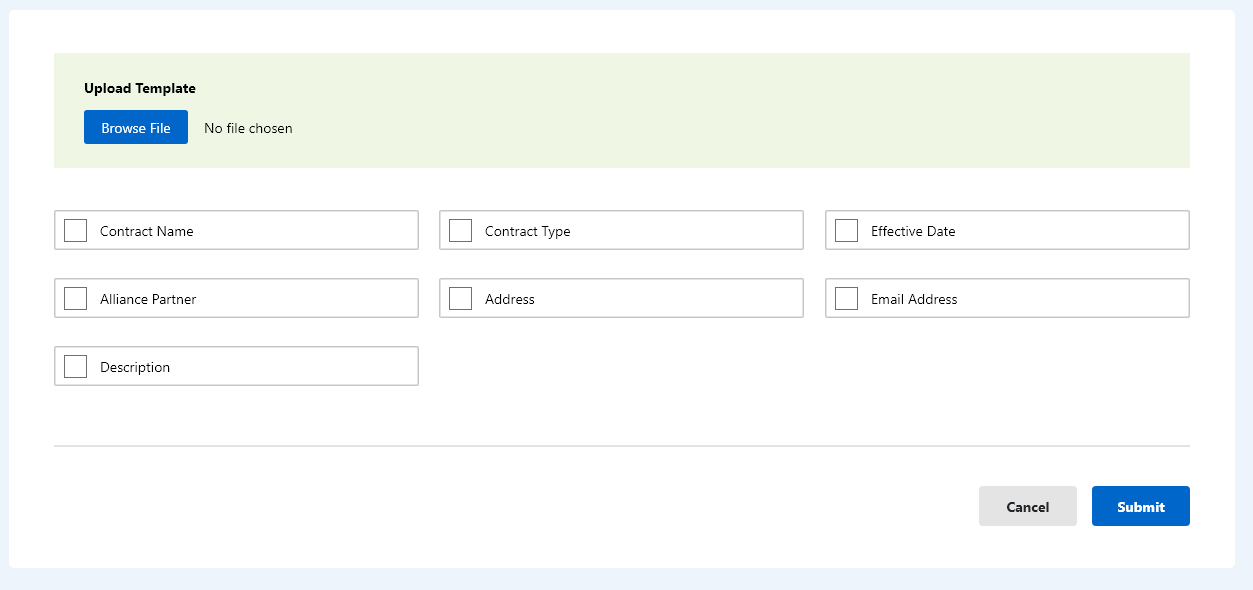 Upload Template
Browse File No file chosen
Contract Name Contract Type Effective Date
Alliance Partner Address Email Address
Description
Cancel Submit